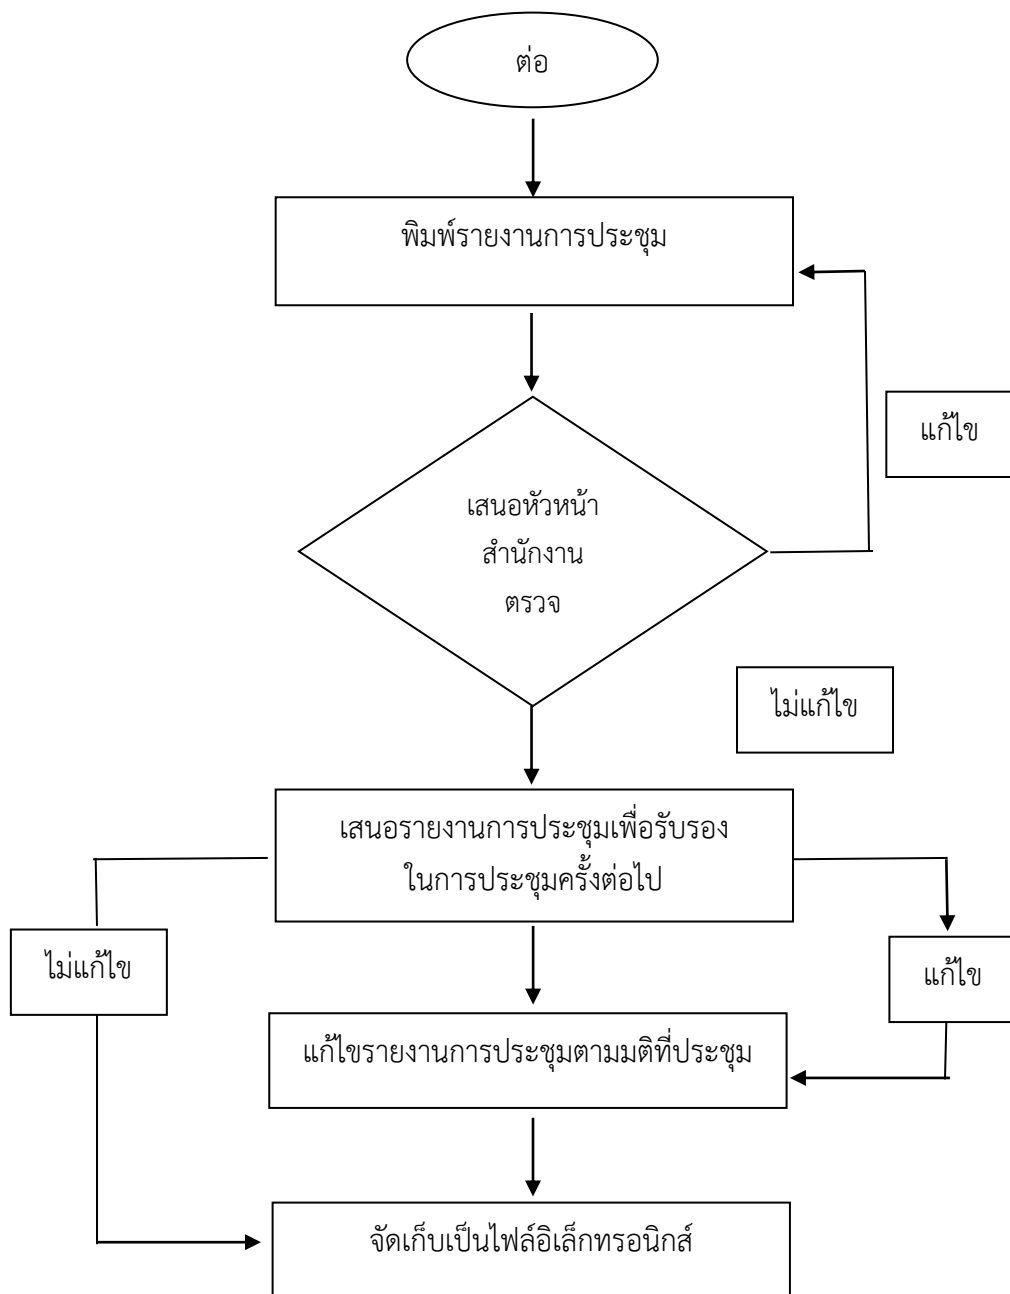 ต่อ
พิมพ์รายงานการประชุม
แก้ไข
เสนอหัวหน้า
สำนักงาน
ตรวจ
ไม่แก้ไข
เสนอรายงานการประชุมเพื่อรับรอง
ในการประชุมครั้งต่อไป
ไม่แก้ไข
แก้ไข
แก้ไขรายงานการประชุมตามมติที่ประชุม
จัดเก็บเป็นไฟล์อิเล็กทรอนิกส์